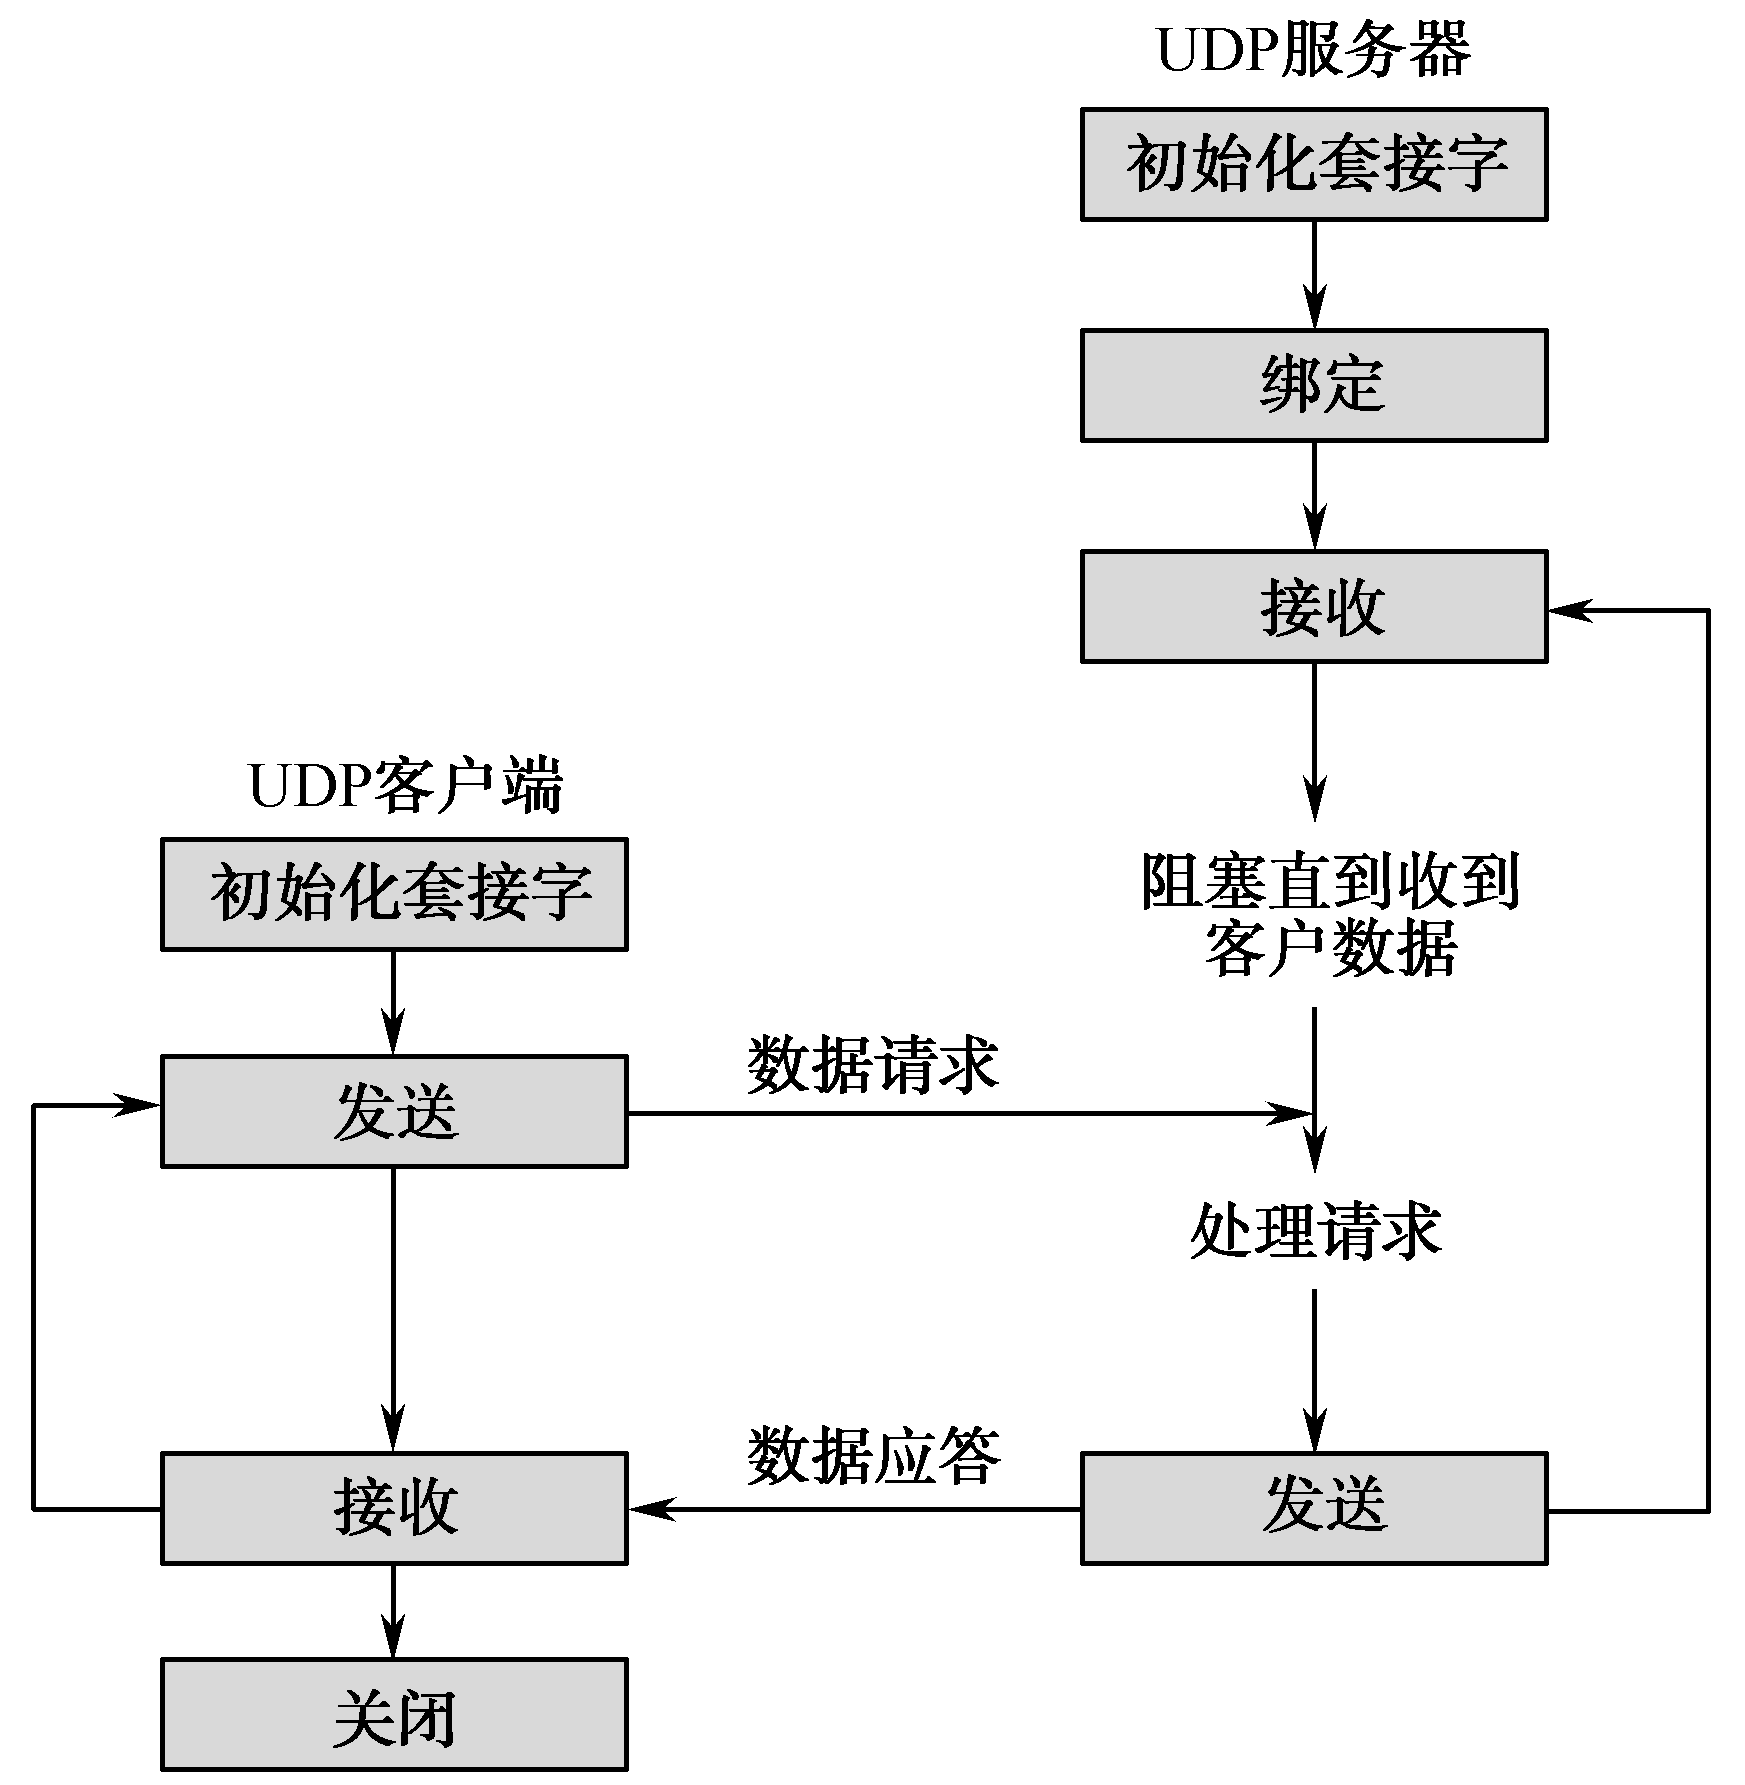 UDP服务器
初始化套接字
绑定
接收
阻塞直到收到
客户数据
UDP客户端
初始化套接字
发送
数据请求
处理请求
接收
数据应答
发送
关闭